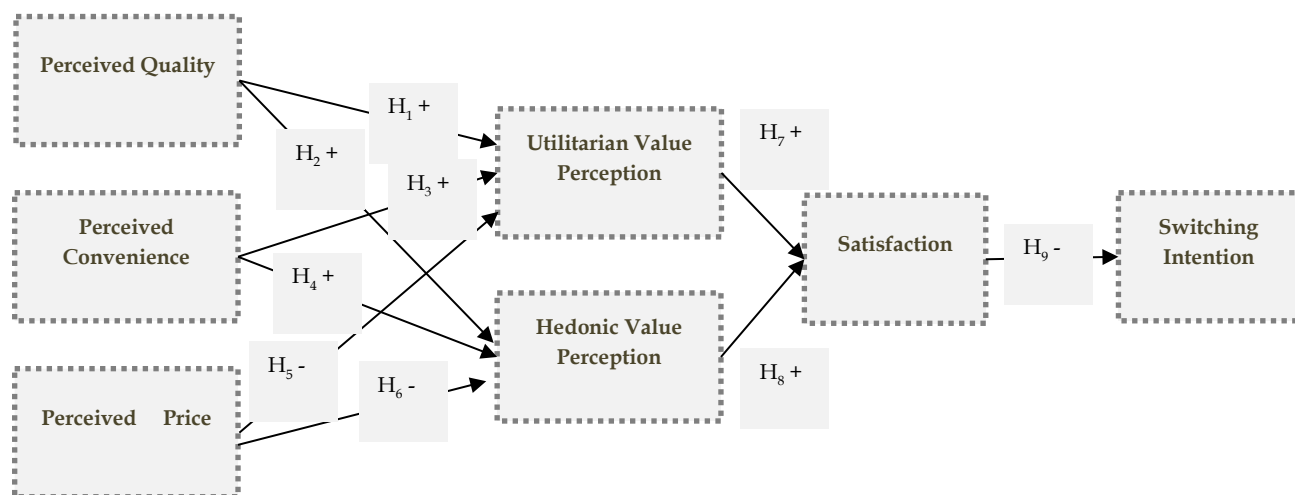 Perceived Quality
H₁ +
H₂ +
Utilitarian Value
Perception
H₇ +
H₃ +
Perceived
Convenience
Satisfaction
H₉ -
Switching
Intention
H₄ +
Hedonic Value
Perception
H₅ -
H₆ -
H₈ +
Perceived Price